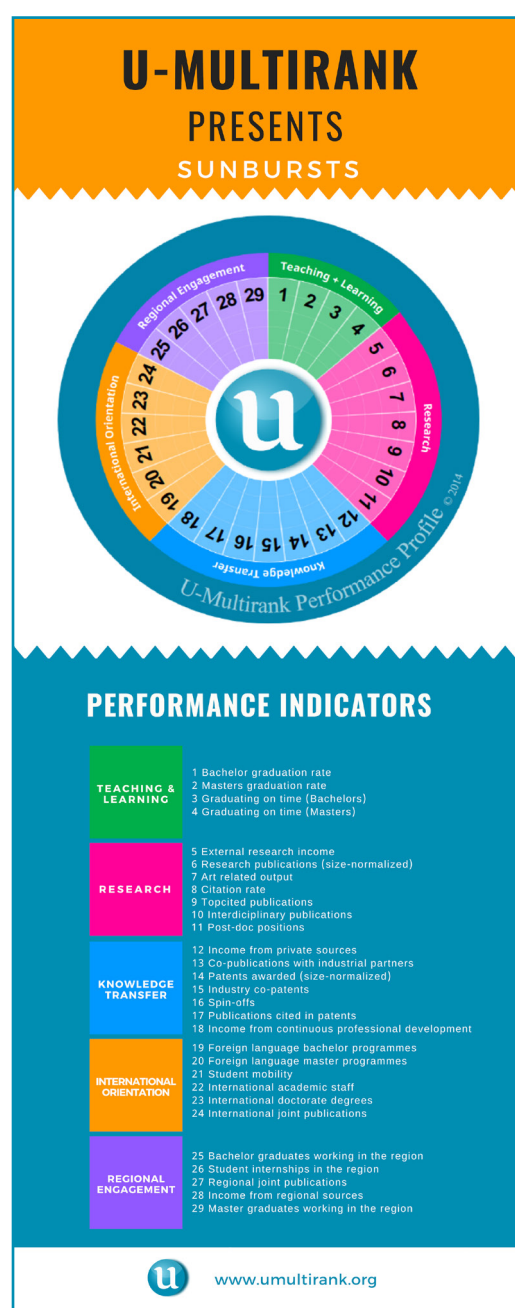 U-MULTIRANK
PRESENTS
SUNBURSTS
Regional Engagement
Teaching + Learning
Research
Knowledge Transfer
International Orientation
1
2
3
4
5
6
7
8
9
10
11
12
13
14
15
16
17
18
19
20
21
22
23
24
25
26
27
28
29
u
U-Multirank Performance Profile © 2014
PERFORMANCE INDICATORS
TEACHING &
LEARNING
1 Bachelor graduation rate
2 Masters graduation rate
3 Graduating on time (Bachelors)
4 Graduating on time (Masters)
RESEARCH
5 External research income
6 Research publications (size-normalized)
7 Art related output
8 Citation rate
9 Topcited publications
10 Interdiciplinary publications
11 Post-doc positions
KNOWLEDGE
TRANSFER
12 Income from private sources
13 Co-publications with industrial partners
14 Patents awarded (size-normalized)
15 Industry co-patents
16 Spin-offs
17 Publications cited in patents
18 Income from continuous professional development
INTERNATIONAL
ORIENTATION
19 Foreign language bachelor programmes
20 Foreign language master programmes
21 Student mobility
22 International academic staff
23 International doctorate degrees
24 International joint publications
REGIONAL
ENGAGEMENT
25 Bachelor graduates working in the region
26 Student internships in the region
27 Regional joint publications
28 Income from regional sources
29 Master graduates working in the region
u
www.umultirank.org